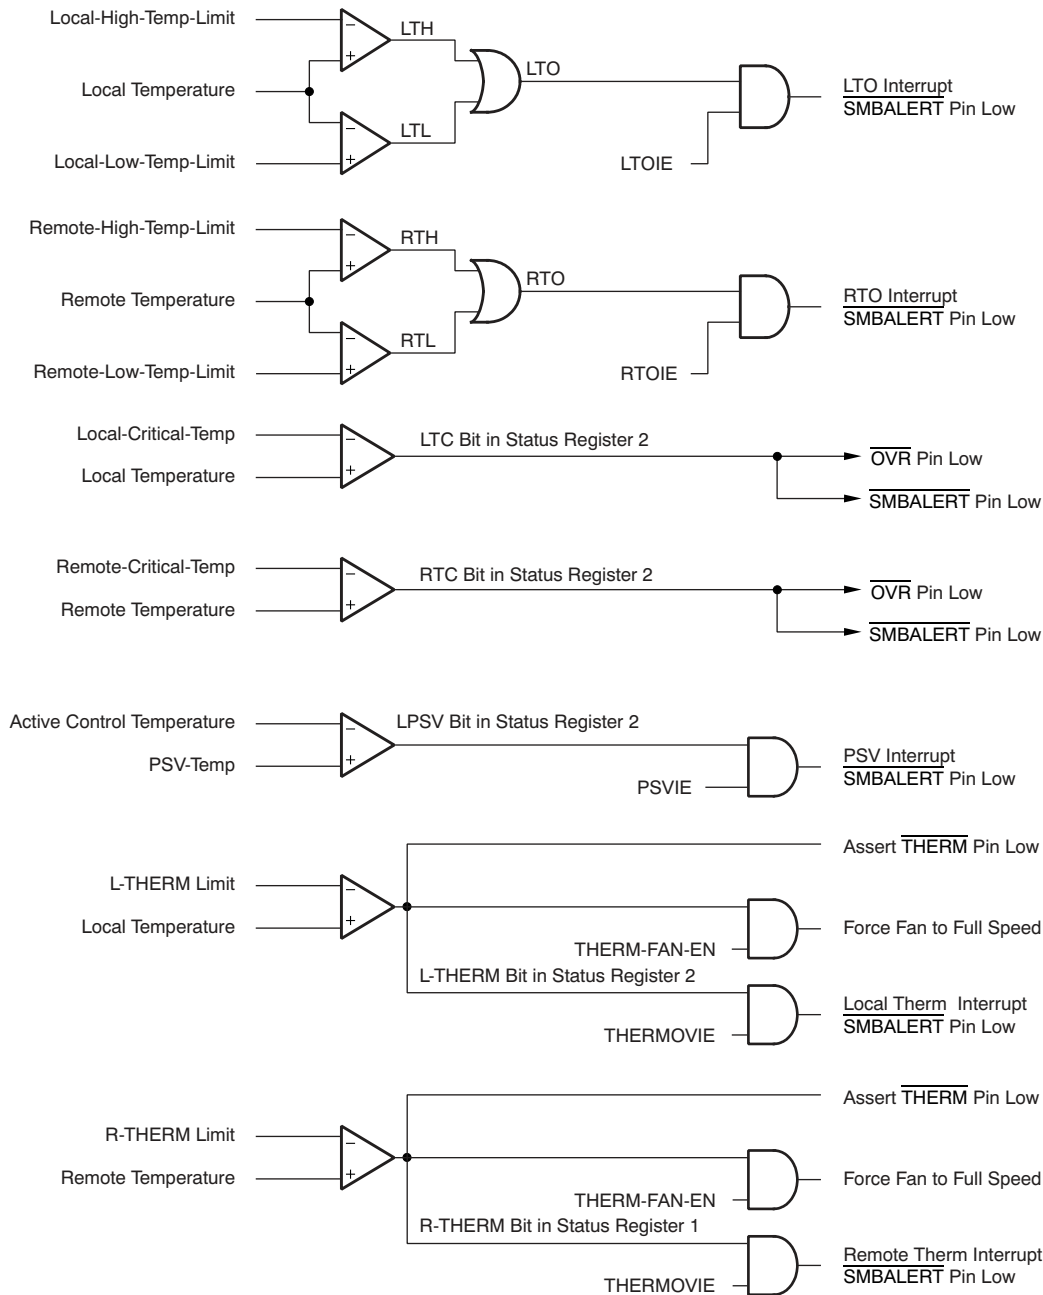 Local-High-Temp-Limit
LTH
Local Temperature
LTO
LTO Interrupt
SMBALERT Pin Low
LTL
Local-Low-Temp-Limit
LTOIE
Remote-High-Temp-Limit
RTH
Remote Temperature
RTO
RTO Interrupt
SMBALERT Pin Low
RTL
Remote-Low-Temp-Limit
RTOIE
Local-Critical-Temp
LTC Bit in Status Register 2
OVR Pin Low
Local Temperature
SMBALERT Pin Low
Remote-Critical-Temp
RTC Bit in Status Register 2
OVR Pin Low
Remote Temperature
SMBALERT Pin Low
Active Control Temperature
LPSV Bit in Status Register 2
PSV-Temp
PSVIE
PSV Interrupt
SMBALERT Pin Low
Assert THERM Pin Low
L-THERM Limit
Local Temperature
Force Fan to Full Speed
THERM-FAN-EN
L-THERM Bit in Status Register 2
Local Therm Interrupt
SMBALERT Pin Low
THERMOVIE
Assert THERM Pin Low
R-THERM Limit
Remote Temperature
Force Fan to Full Speed
THERM-FAN-EN
R-THERM Bit in Status Register 1
Remote Therm Interrupt
SMBALERT Pin Low
THERMOVIE